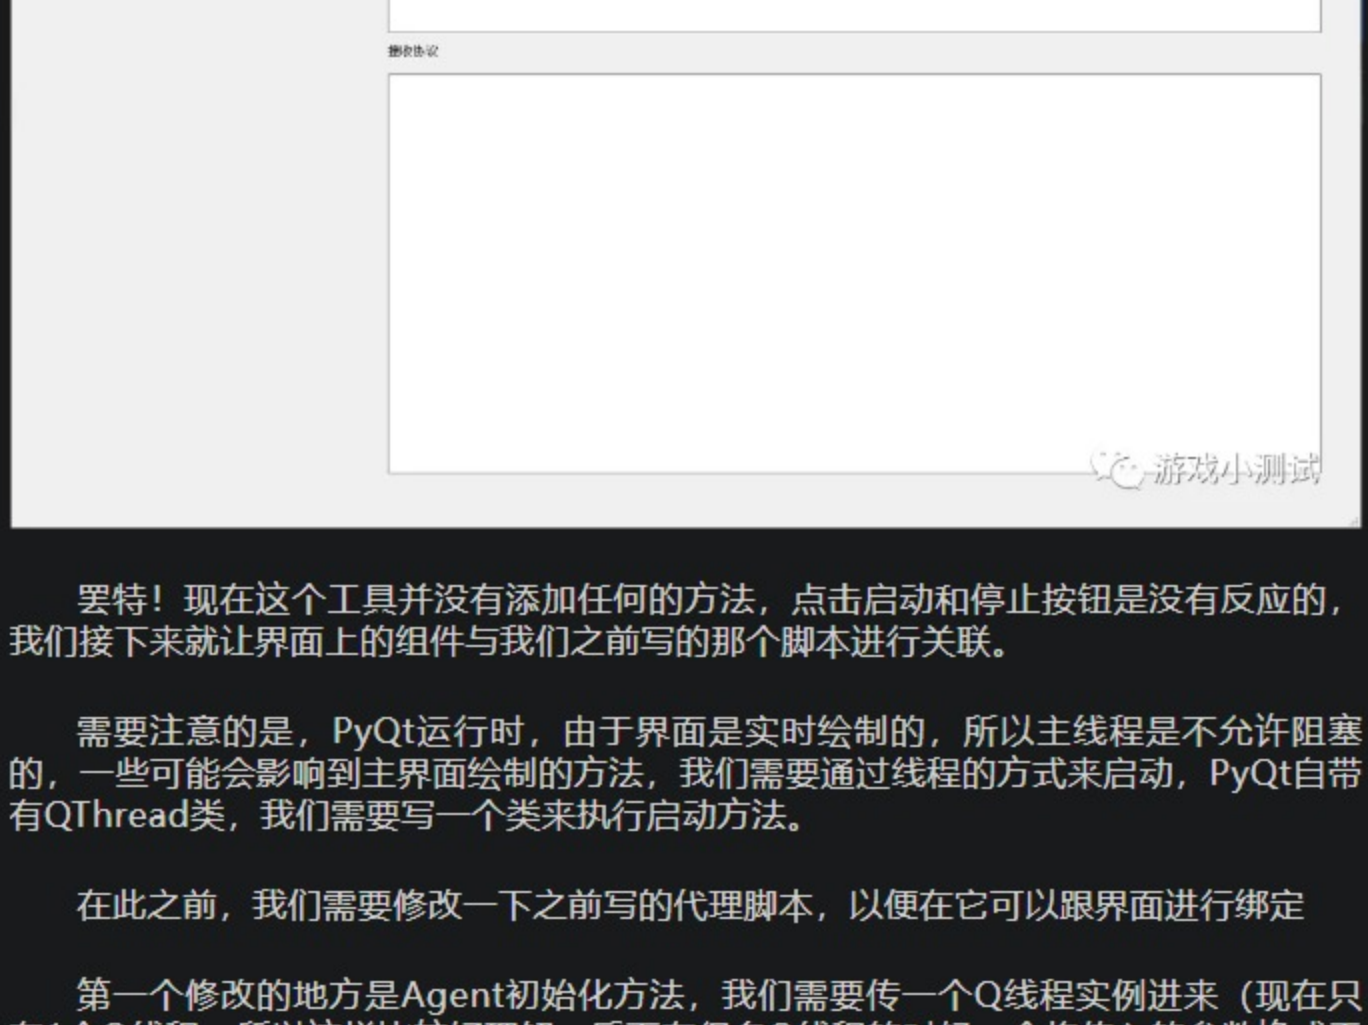 接收协议
游戏小测试
罢特！现在这个工具并没有添加任何的方法，点击启动和停止按钮是没有反应的，
我们接下来就让界面上的组件与我们之前写的那个脚本进行关联。
需要注意的是，PyQt运行时，由于界面是实时绘制的，所以主线程是不允许阻塞
的，一些可能会影响到主界面绘制的方法，我们需要通过线程的方式来启动，PyQt自带
有QThread类，我们需要写一个类来执行启动方法。
在此之前，我们需要修改一下之前写的代理脚本，以便在它可以跟界面进行绑定
第一个修改的地方是Agent初始化方法，我们需要传一个Q线程实例进来（现在只